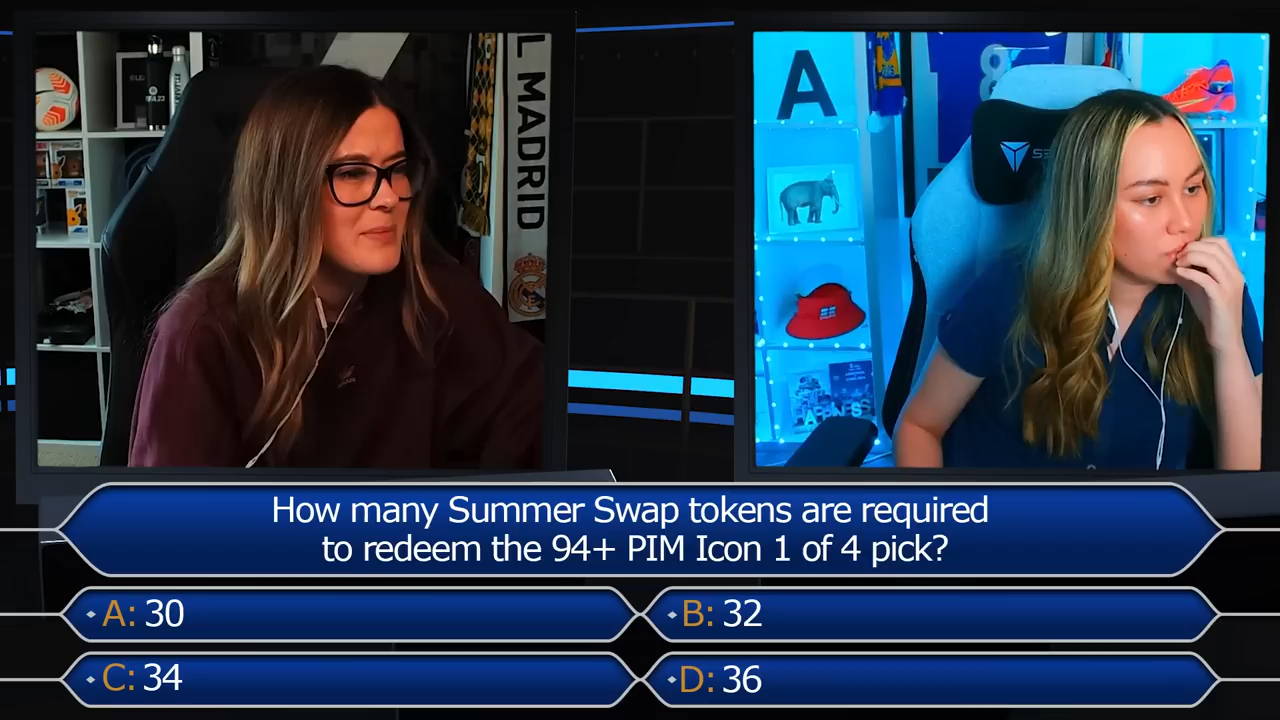 L MADRID
A
8
How many Summer Swap tokens are required
to redeem the 94+ PIM Icon 1 of 4 pick?
A: 30
B: 32
C: 34
D: 36